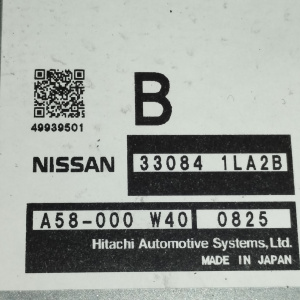 B
49939501
NISSAN 33084 1LA2B
A58-000 W40 0825
Hitachi Automotive Systems, Ltd.
MADE IN JAPAN